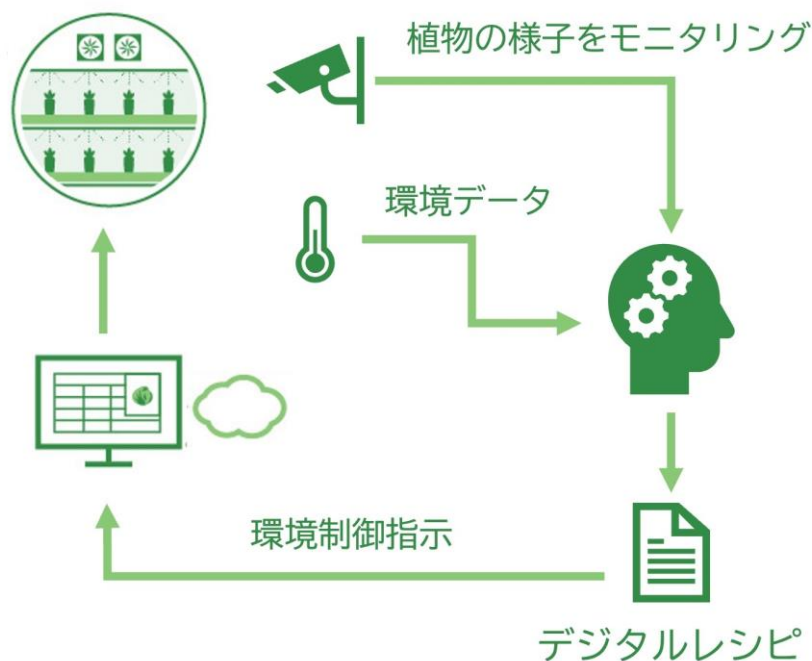 植物の様子をモニタリング
環境データ
環境制御指示
デジタルレシピ